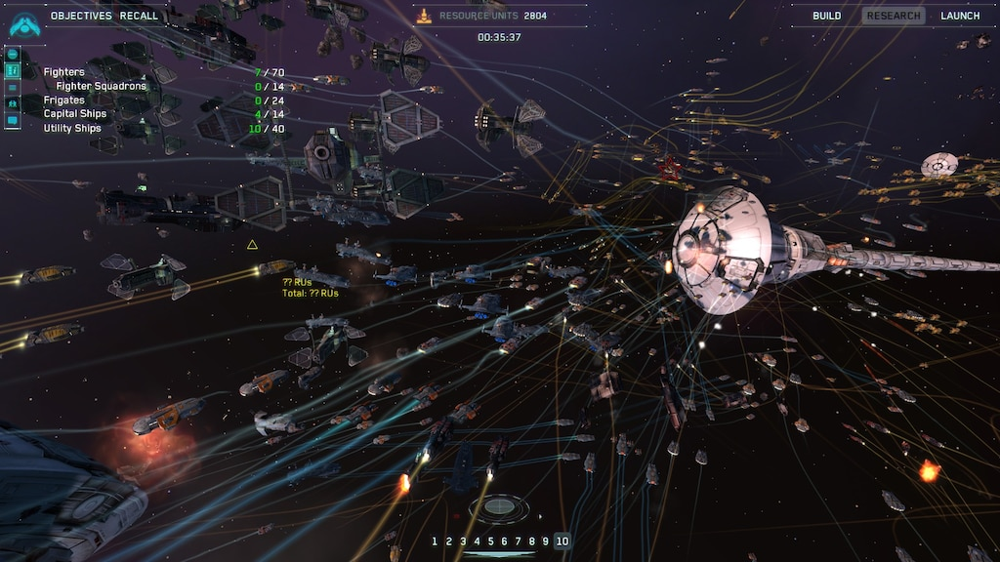 OBJECTIVES RECALL
RESOURCE UNITS 2804
BUILD RESEARCH LAUNCH
00:35:37
Fighters 7 / 70
Fighter Squadrons 0 / 14
Frigates 0 / 24
Capital Ships 4 / 14
Utility Ships 10 / 40
?? RUs
Total: ?? RUs
1 2 3 4 5 6 7 8 9 10